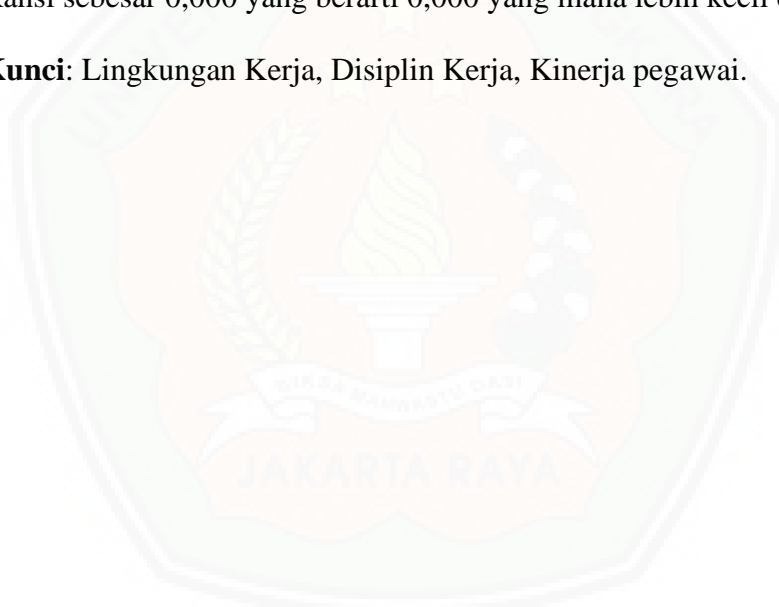 sebesar 0,000 yang berarti 0,000 yang mana lebih kecil
Kunci: Lingkungan Kerja, Disiplin Kerja, Kinerja pegawai.
JAKARTA RAYA